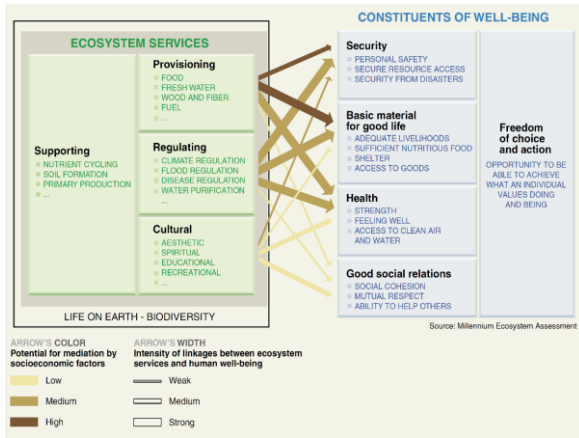 CONSTITUENTS OF WELL-BEING
ECOSYSTEM SERVICES
Supporting
NUTRIENT CYCLING
SOIL FORMATION
PRIMARY PRODUCTION
...
Provisioning
FOOD
FRESH WATER
WOOD AND FIBER
FUEL
...
Regulating
CLIMATE REGULATION
FLOOD REGULATION
DISEASE REGULATION
WATER PURIFICATION
...
Cultural
AESTHETIC
SPIRITUAL
EDUCATIONAL
RECREATIONAL
...
LIFE ON EARTH - BIODIVERSITY
Security
PERSONAL SAFETY
SECURE RESOURCE ACCESS
SECURITY FROM DISASTERS
Basic material
for good life
ADEQUATE LIVELIHOODS
SUFFICIENT NUTRITIOUS FOOD
SHELTER
ACCESS TO GOODS
Health
STRENGTH
FEELING WELL
ACCESS TO CLEAN AIR
AND WATER
Good social relations
SOCIAL COHESION
MUTUAL RESPECT
ABILITY TO HELP OTHERS
Freedom
of choice
and action
OPPORTUNITY TO BE
ABLE TO ACHIEVE
WHAT AN INDIVIDUAL
VALUES DOING
AND BEING
Source: Millennium Ecosystem Assessment
ARROW'S COLOR
Potential for mediation by
socioeconomic factors
Low
Medium
High
ARROW'S WIDTH
Intensity of linkages between ecosystem
services and human well-being
Weak
Medium
Strong